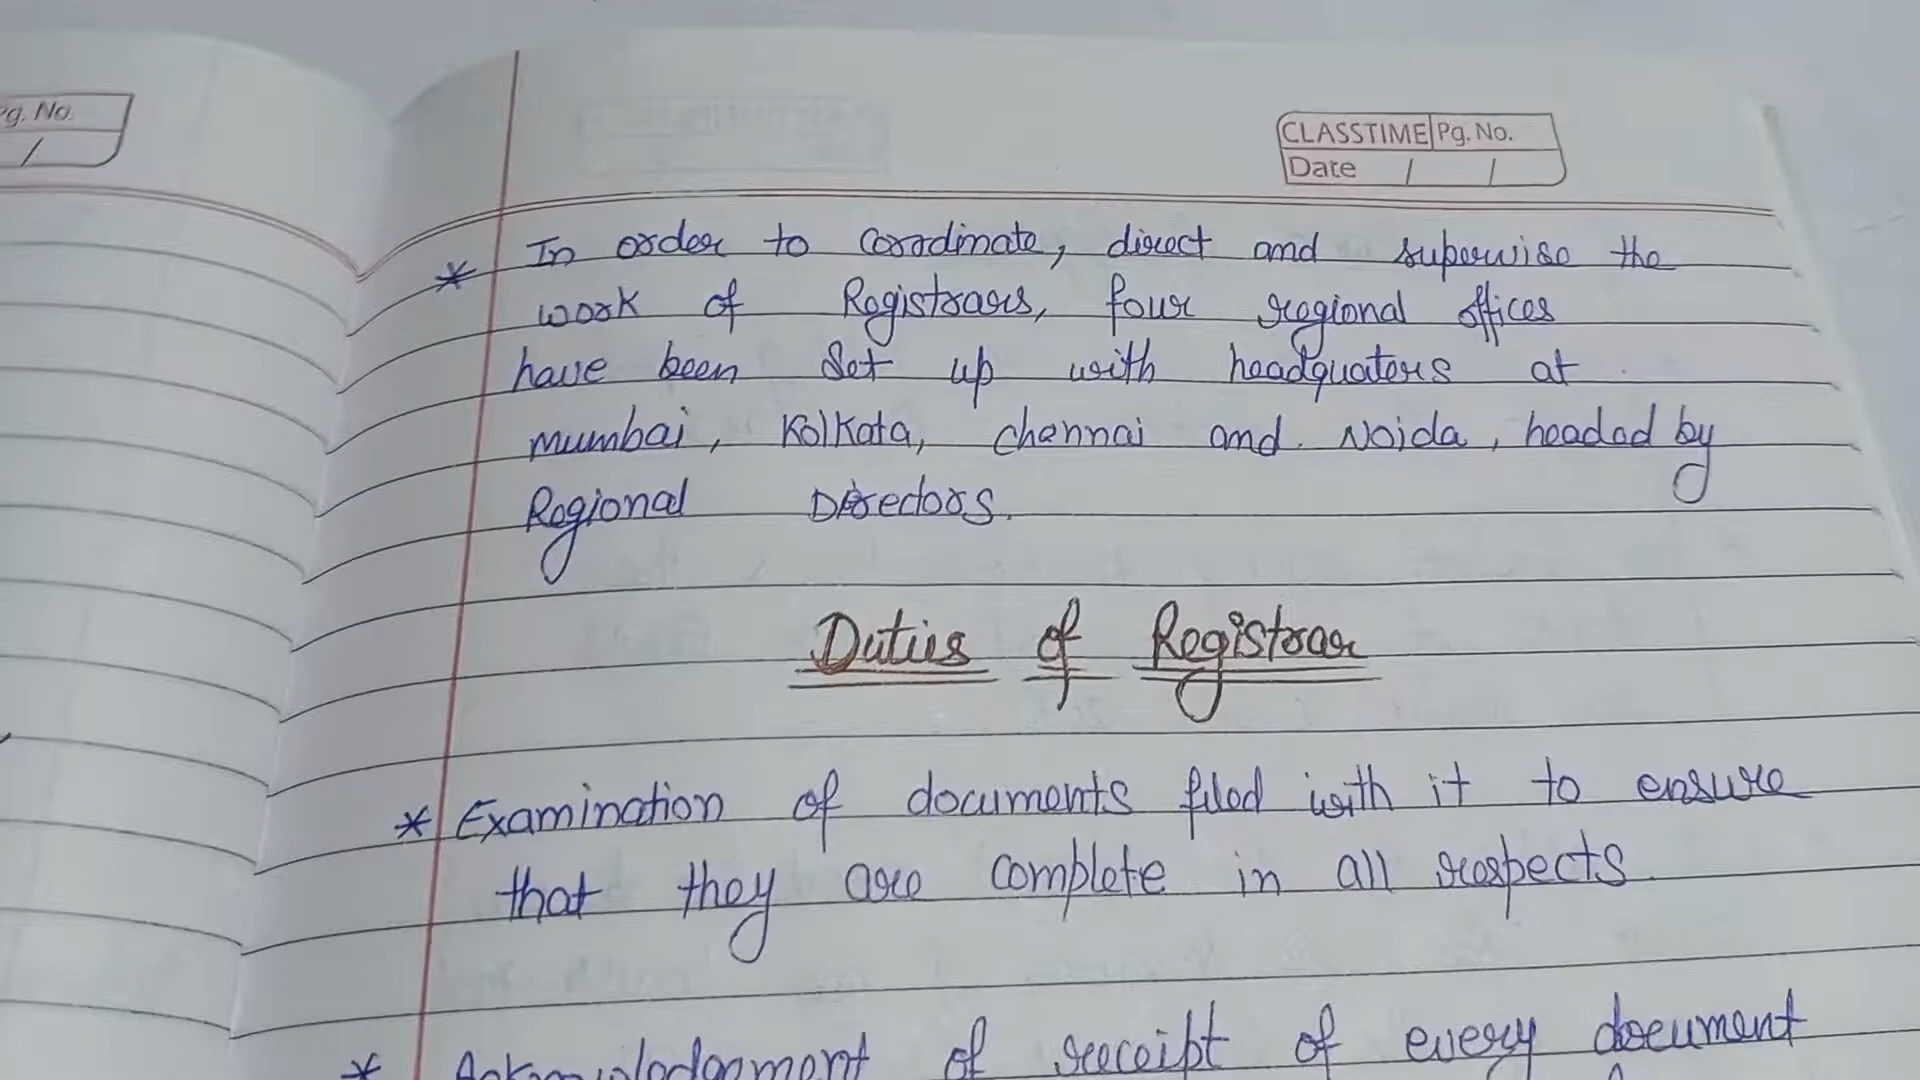 Pg. No.
/
CLASSTIME Pg. No.
Date / /
* In order to Coordinate, direct and supervise the
work of Registrars, four regional offices
have been Set up with headquaters at
mumbai, Kolkata, chennai and Noida, headed by
Regional Directors.
Duties of Registrar
* Examination of documents filed with it to ensure
that they are complete in all respects.
* Acknowledgement of receipt of every document